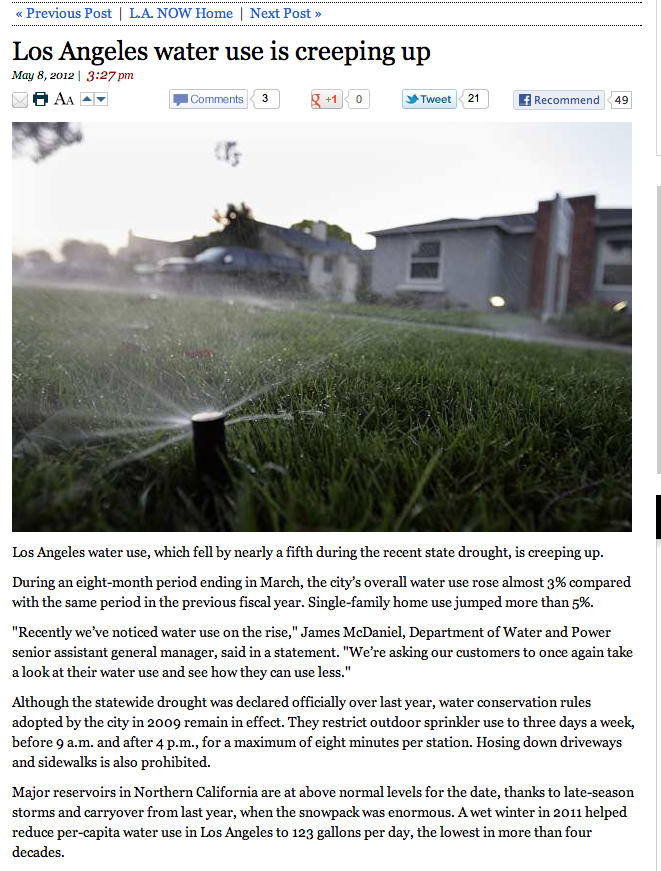 « Previous Post | L.A. NOW Home | Next Post »
Los Angeles water use is creeping up
May 8, 2012 | 3:27 pm
AA Comments 3 g +1 0 Tweet 21 f Recommend 49
Los Angeles water use, which fell by nearly a fifth during the recent state drought, is creeping up.
During an eight-month period ending in March, the city's overall water use rose almost 3% compared
with the same period in the previous fiscal year. Single-family home use jumped more than 5%.
"Recently we've noticed water use on the rise," James McDaniel, Department of Water and Power
senior assistant general manager, said in a statement. "We're asking our customers to once again take
a look at their water use and see how they can use less."
Although the statewide drought was declared officially over last year, water conservation rules
adopted by the city in 2009 remain in effect. They restrict outdoor sprinkler use to three days a week,
before 9 a.m. and after 4 p.m., for a maximum of eight minutes per station. Hosing down driveways
and sidewalks is also prohibited.
Major reservoirs in Northern California are at above normal levels for the date, thanks to late-season
storms and carryover from last year, when the snowpack was enormous. A wet winter in 2011 helped
reduce per-capita water use in Los Angeles to 123 gallons per day, the lowest in more than four
decades.